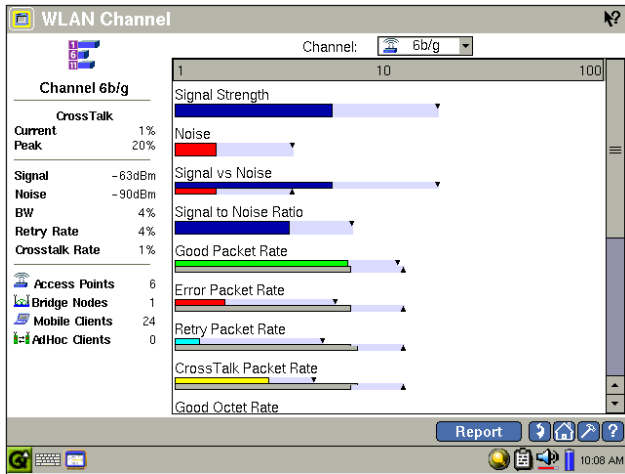 WLAN Channel
Channel: 6b/g
1
6
11
Channel 6b/g
CrossTalk
Current 1%
Peak 20%
Signal -63dBm
Noise -90dBm
BW 4%
Retry Rate 4%
Crosstalk Rate 1%
Access Points 6
Bridge Nodes 1
Mobile Clients 24
AdHoc Clients 0
1 10 100
Signal Strength
Noise
Signal vs Noise
Signal to Noise Ratio
Good Packet Rate
Error Packet Rate
Retry Packet Rate
CrossTalk Packet Rate
Good Octet Rate
Report
?
10:08 AM